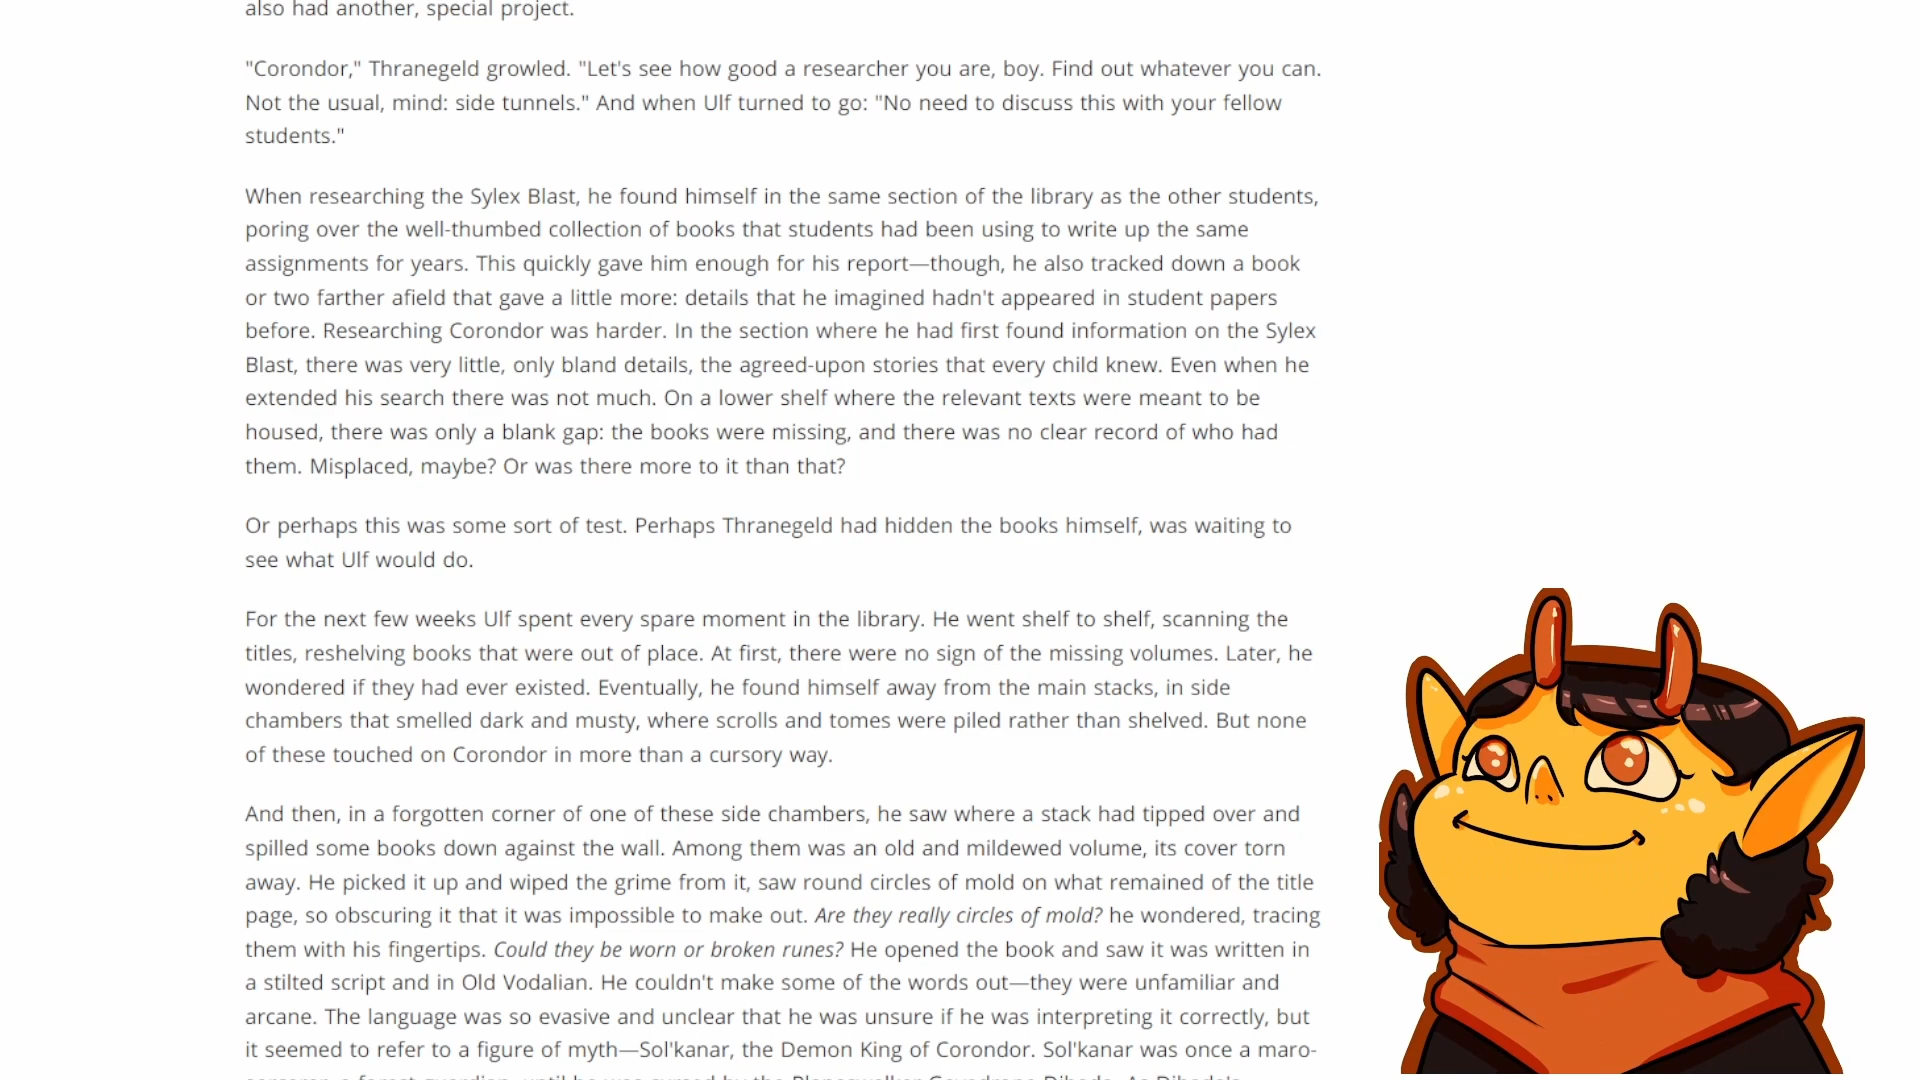 also had another, special project.
"Corondor," Thranegeld growled. "Let's see how good a researcher you are, boy. Find out whatever you can.
Not the usual, mind: side tunnels." And when Ulf turned to go: "No need to discuss this with your fellow
students."
When researching the Sylex Blast, he found himself in the same section of the library as the other students,
poring over the well-thumbed collection of books that students had been using to write up the same
assignments for years. This quickly gave him enough for his report—though, he also tracked down a book
or two farther afield that gave a little more: details that he imagined hadn't appeared in student papers
before. Researching Corondor was harder. In the section where he had first found information on the Sylex
Blast, there was very little, only bland details, the agreed-upon stories that every child knew. Even when he
extended his search there was not much. On a lower shelf where the relevant texts were meant to be
housed, there was only a blank gap: the books were missing, and there was no clear record of who had
them. Misplaced, maybe? Or was there more to it than that?
Or perhaps this was some sort of test. Perhaps Thranegeld had hidden the books himself, was waiting to
see what Ulf would do.
For the next few weeks Ulf spent every spare moment in the library. He went shelf to shelf, scanning the
titles, reshelving books that were out of place. At first, there were no sign of the missing volumes. Later, he
wondered if they had ever existed. Eventually, he found himself away from the main stacks, in side
chambers that smelled dark and musty, where scrolls and tomes were piled rather than shelved. But none
of these touched on Corondor in more than a cursory way.
And then, in a forgotten corner of one of these side chambers, he saw where a stack had tipped over and
spilled some books down against the wall. Among them was an old and mildewed volume, its cover torn
away. He picked it up and wiped the grime from it, saw round circles of mold on what remained of the title
page, so obscuring it that it was impossible to make out. Are they really circles of mold? he wondered, tracing
them with his fingertips. Could they be worn or broken runes? He opened the book and saw it was written in
a stilted script and in Old Vodalian. He couldn't make some of the words out—they were unfamiliar and
arcane. The language was so evasive and unclear that he was unsure if he was interpreting it correctly, but
it seemed to refer to a figure of myth—Sol'kanar, the Demon King of Corondor. Sol'kanar was once a maro-